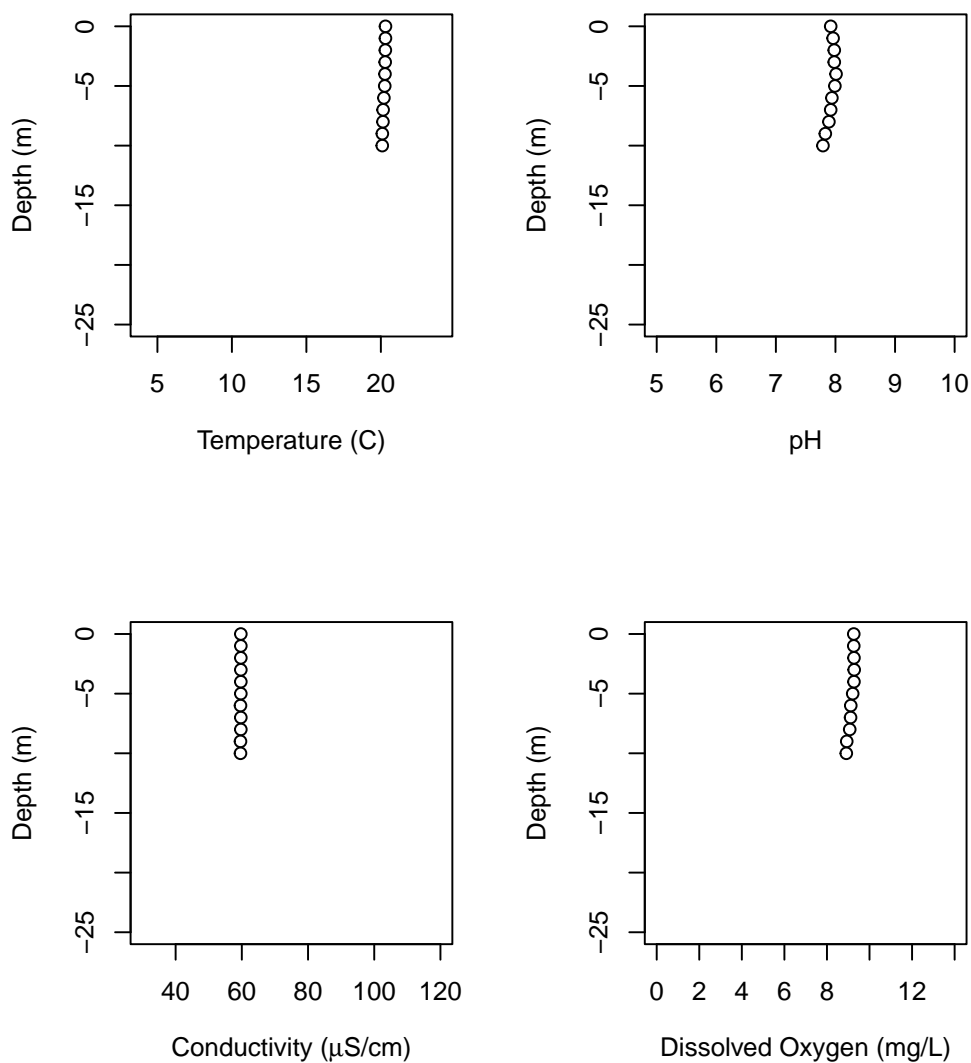 0
−5
−15
−25
Depth (m)
5 10 15 20
Temperature (C)
0
−5
−15
−25
Depth (m)
5 6 7 8 9 10
pH
0
−5
−15
−25
Depth (m)
40 60 80 100 120
Conductivity (μS/cm)
0
−5
−15
−25
Depth (m)
0 2 4 6 8 12
Dissolved Oxygen (mg/L)